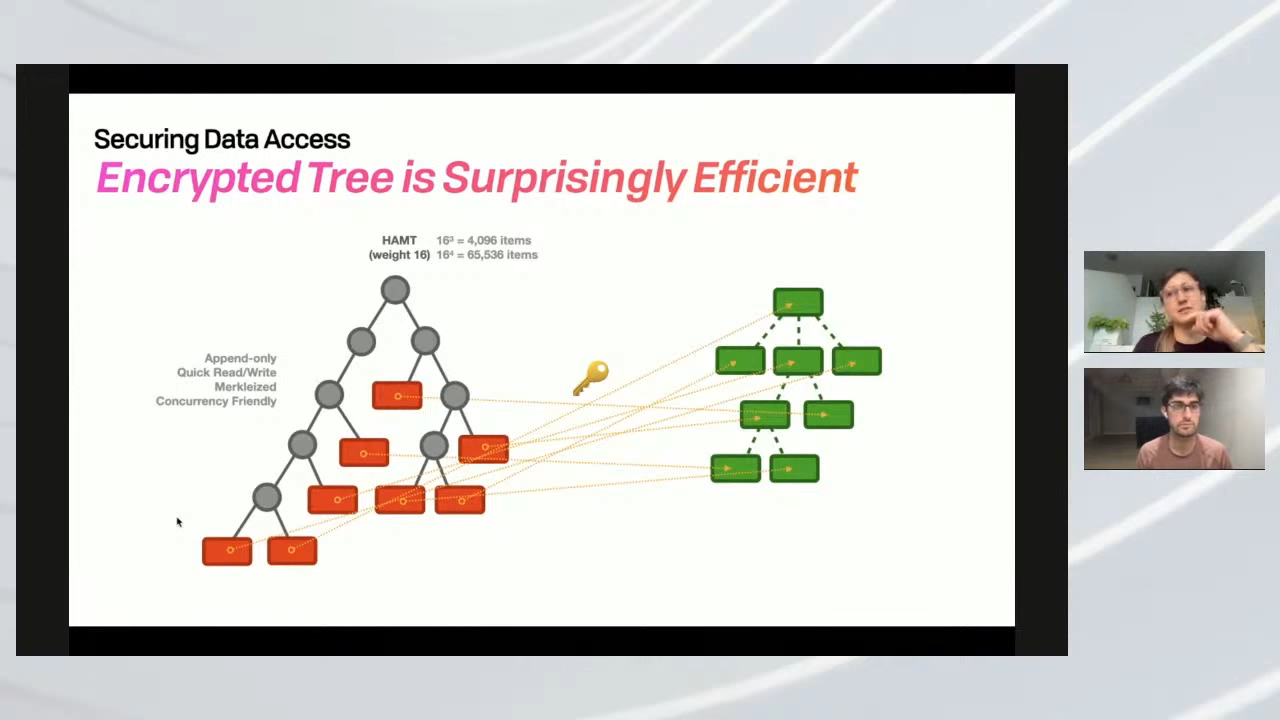 Securing Data Access
Encrypted Tree is Surprisingly Efficient
HAMT 16³ = 4,096 items
(weight 16) 16⁴ = 65,536 items
Append-only
Quick Read/Write
Merkleized
Concurrency Friendly